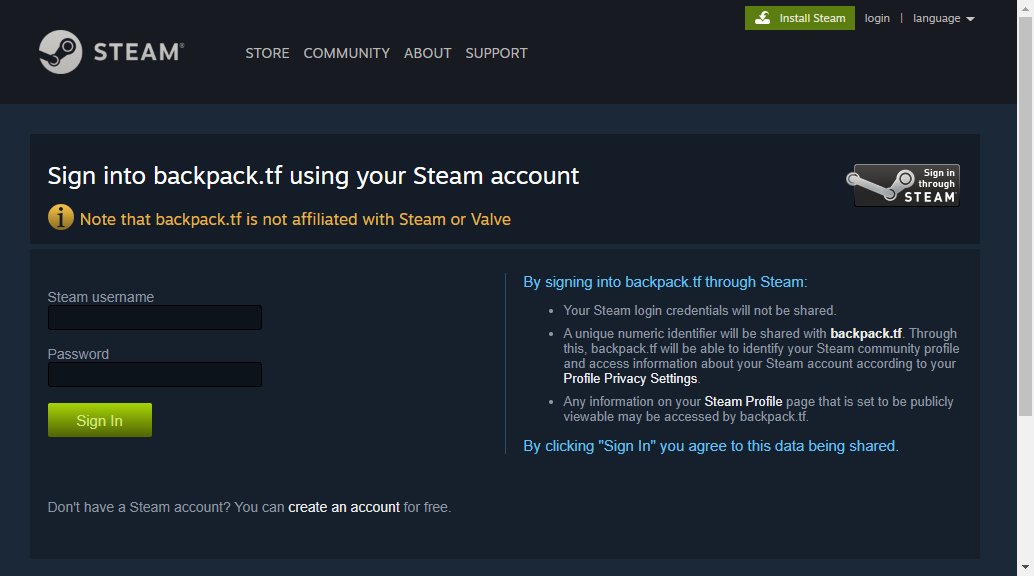 Install Steam
login | language
STEAM®
STORE COMMUNITY ABOUT SUPPORT
Sign into backpack.tf using your Steam account
Sign in
through
STEAM™
Note that backpack.tf is not affiliated with Steam or Valve
Steam username
Password
Sign In
By signing into backpack.tf through Steam:
• Your Steam login credentials will not be shared.
• A unique numeric identifier will be shared with backpack.tf. Through
this, backpack.tf will be able to identify your Steam community profile
and access information about your Steam account according to your
Profile Privacy Settings.
• Any information on your Steam Profile page that is set to be publicly
viewable may be accessed by backpack.tf.
By clicking "Sign In" you agree to this data being shared.
Don't have a Steam account? You can create an account for free.